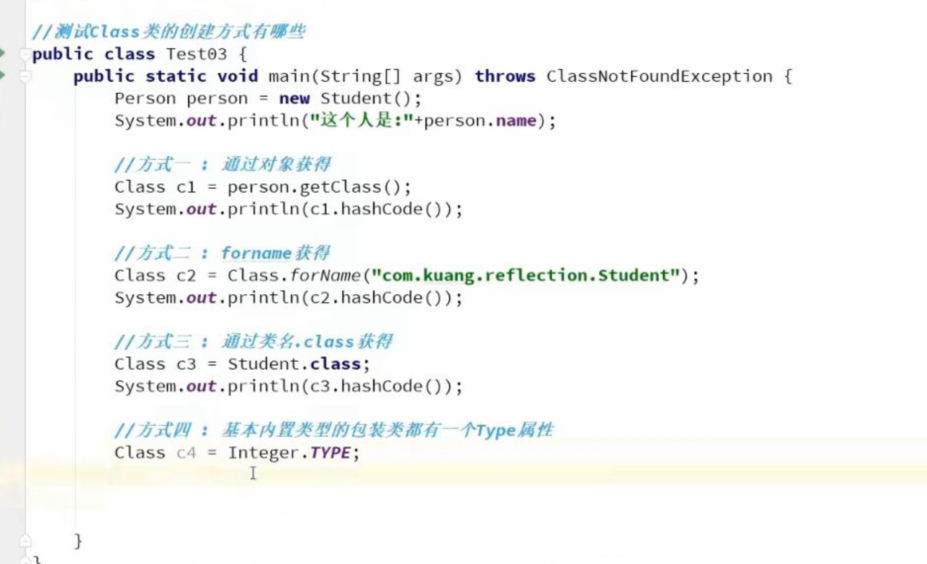 //测试Class类的创建方式有哪些
public class Test03 {
public static void main(String[] args) throws ClassNotFoundException {
Person person = new Student();
System.out.println("这个人是:"+person.name);
//方式一 : 通过对象获得
Class c1 = person.getClass();
System.out.println(c1.hashCode());
//方式二 : forname获得
Class c2 = Class.forName("com.kuang.reflection.Student");
System.out.println(c2.hashCode());
//方式三 : 通过类名.class获得
Class c3 = Student.class;
System.out.println(c3.hashCode());
//方式四 : 基本内置类型的包装类都有一个Type属性
Class c4 = Integer.TYPE;
}
}